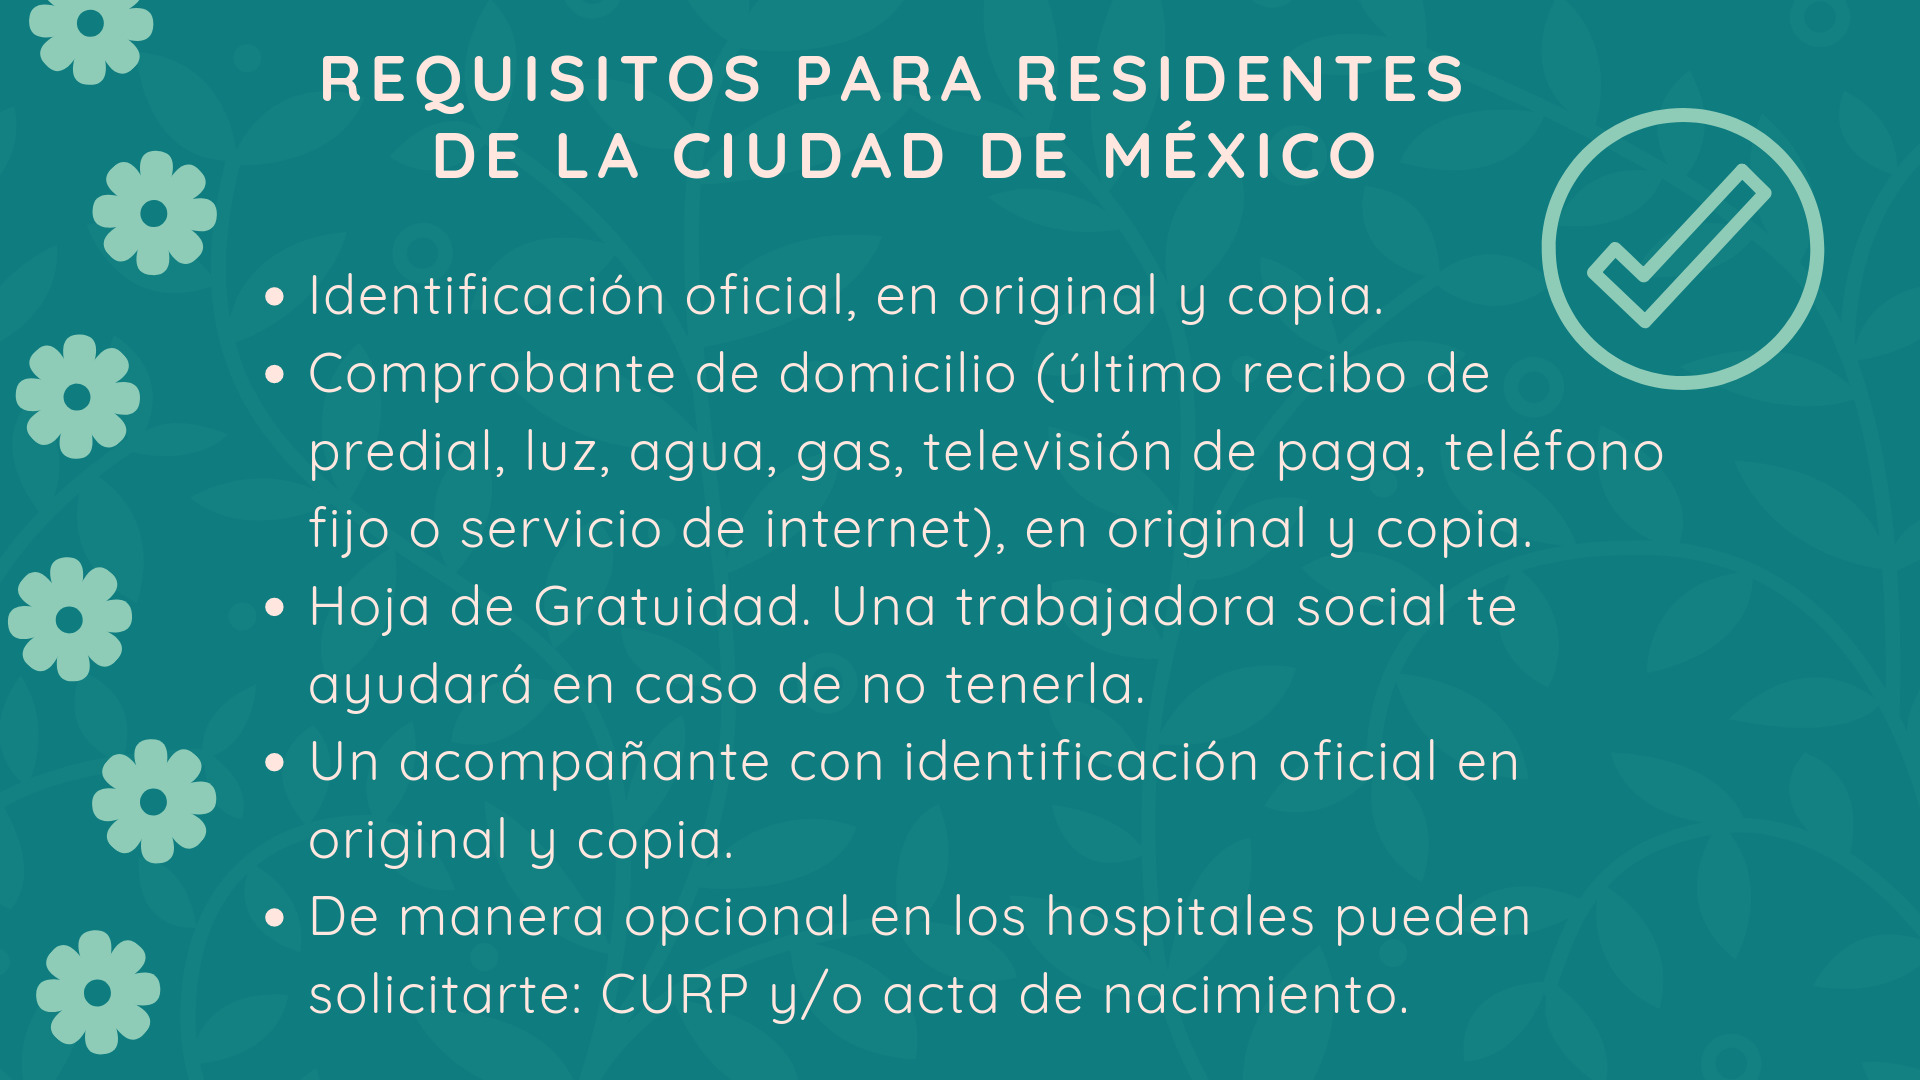 REQUISITOS PARA RESIDENTES
DE LA CIUDAD DE MÉXICO
• Identificación oficial, en original y copia.
• Comprobante de domicilio (último recibo de
predial, luz, agua, gas, televisión de paga, teléfono
fijo o servicio de internet), en original y copia.
• Hoja de Gratuidad. Una trabajadora social te
ayudará en caso de no tenerla.
• Un acompañante con identificación oficial en
original y copia.
• De manera opcional en los hospitales pueden
solicitarte: CURP y/o acta de nacimiento.